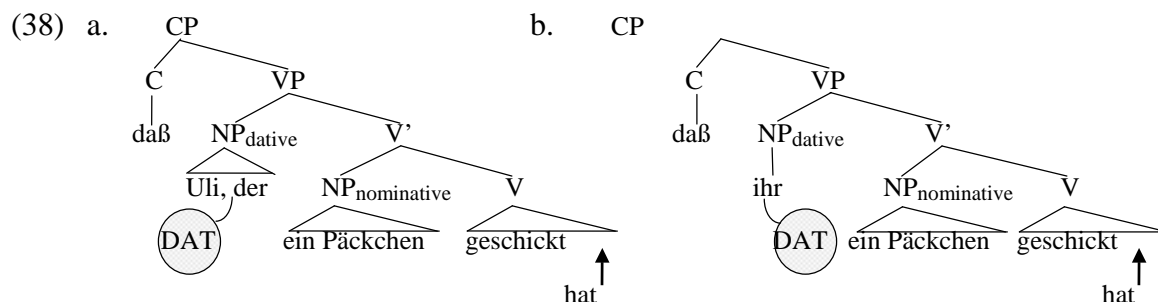 (38) a. CP b. CP
C VP C VP
daß NPdative V’ daß NPdative V’
Uli, der NPnominative V ihr NPnominative V
DAT ein Päckchen geschickt DAT ein Päckchen geschickt
hat hat